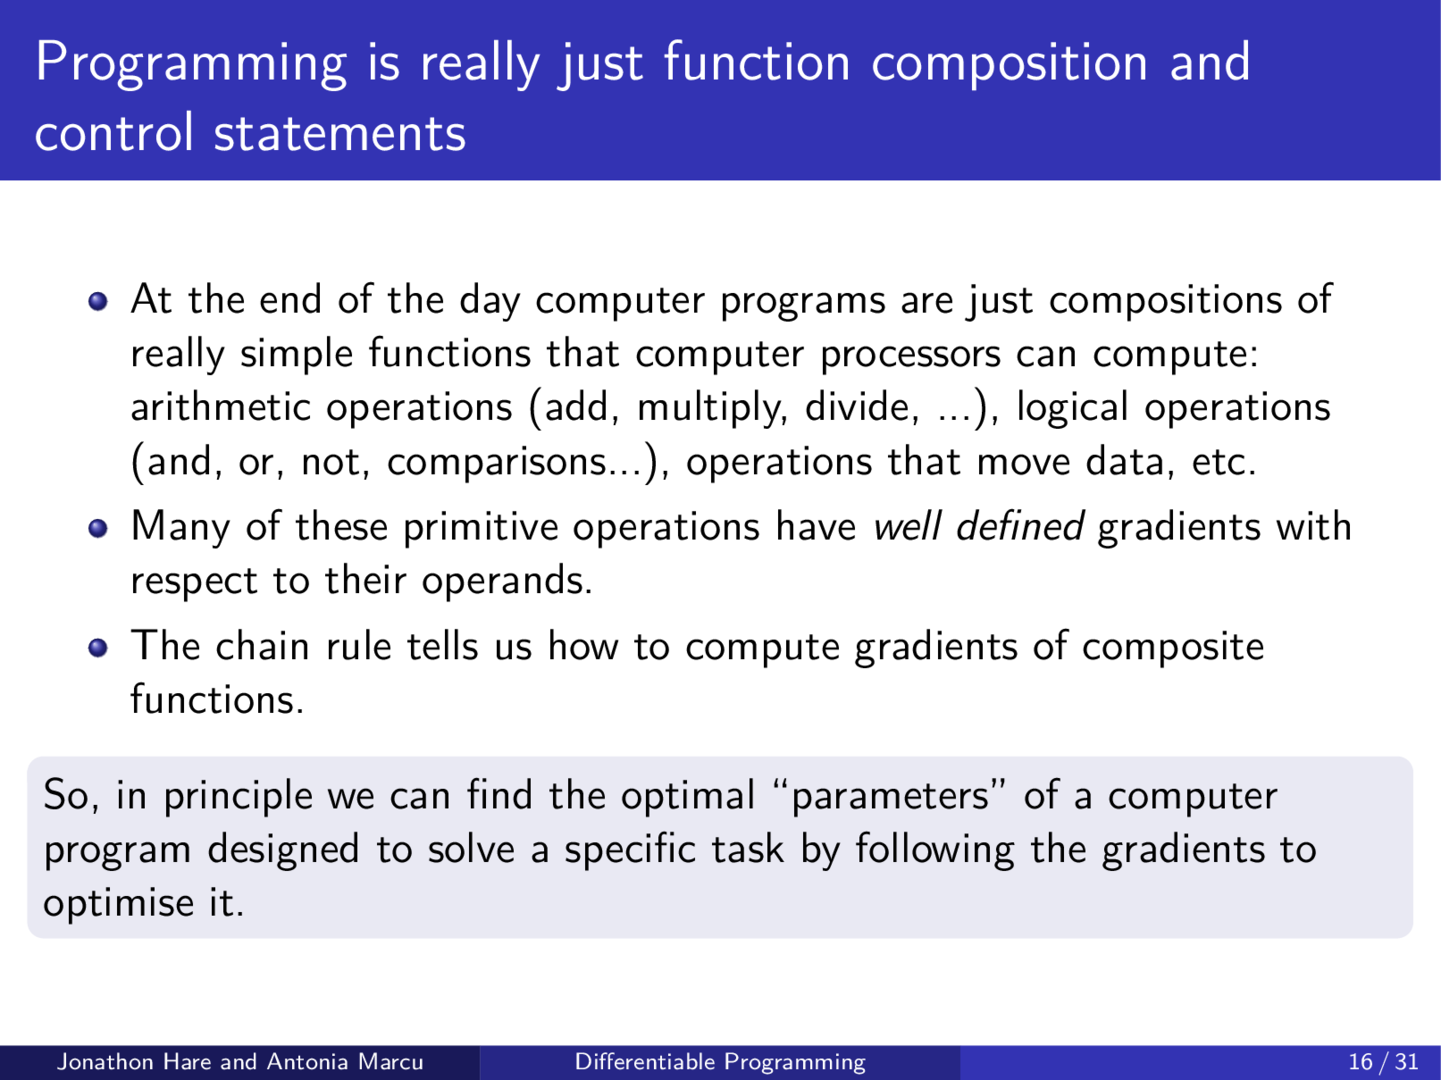 Programming is really just function composition and
control statements
At the end of the day computer programs are just compositions of
really simple functions that computer processors can compute:
arithmetic operations (add, multiply, divide, ...), logical operations
(and, or, not, comparisons...), operations that move data, etc.
Many of these primitive operations have well defined gradients with
respect to their operands.
The chain rule tells us how to compute gradients of composite
functions.
So, in principle we can find the optimal “parameters” of a computer
program designed to solve a specific task by following the gradients to
optimise it.
Jonathon Hare and Antonia Marcu Differentiable Programming 16 / 31